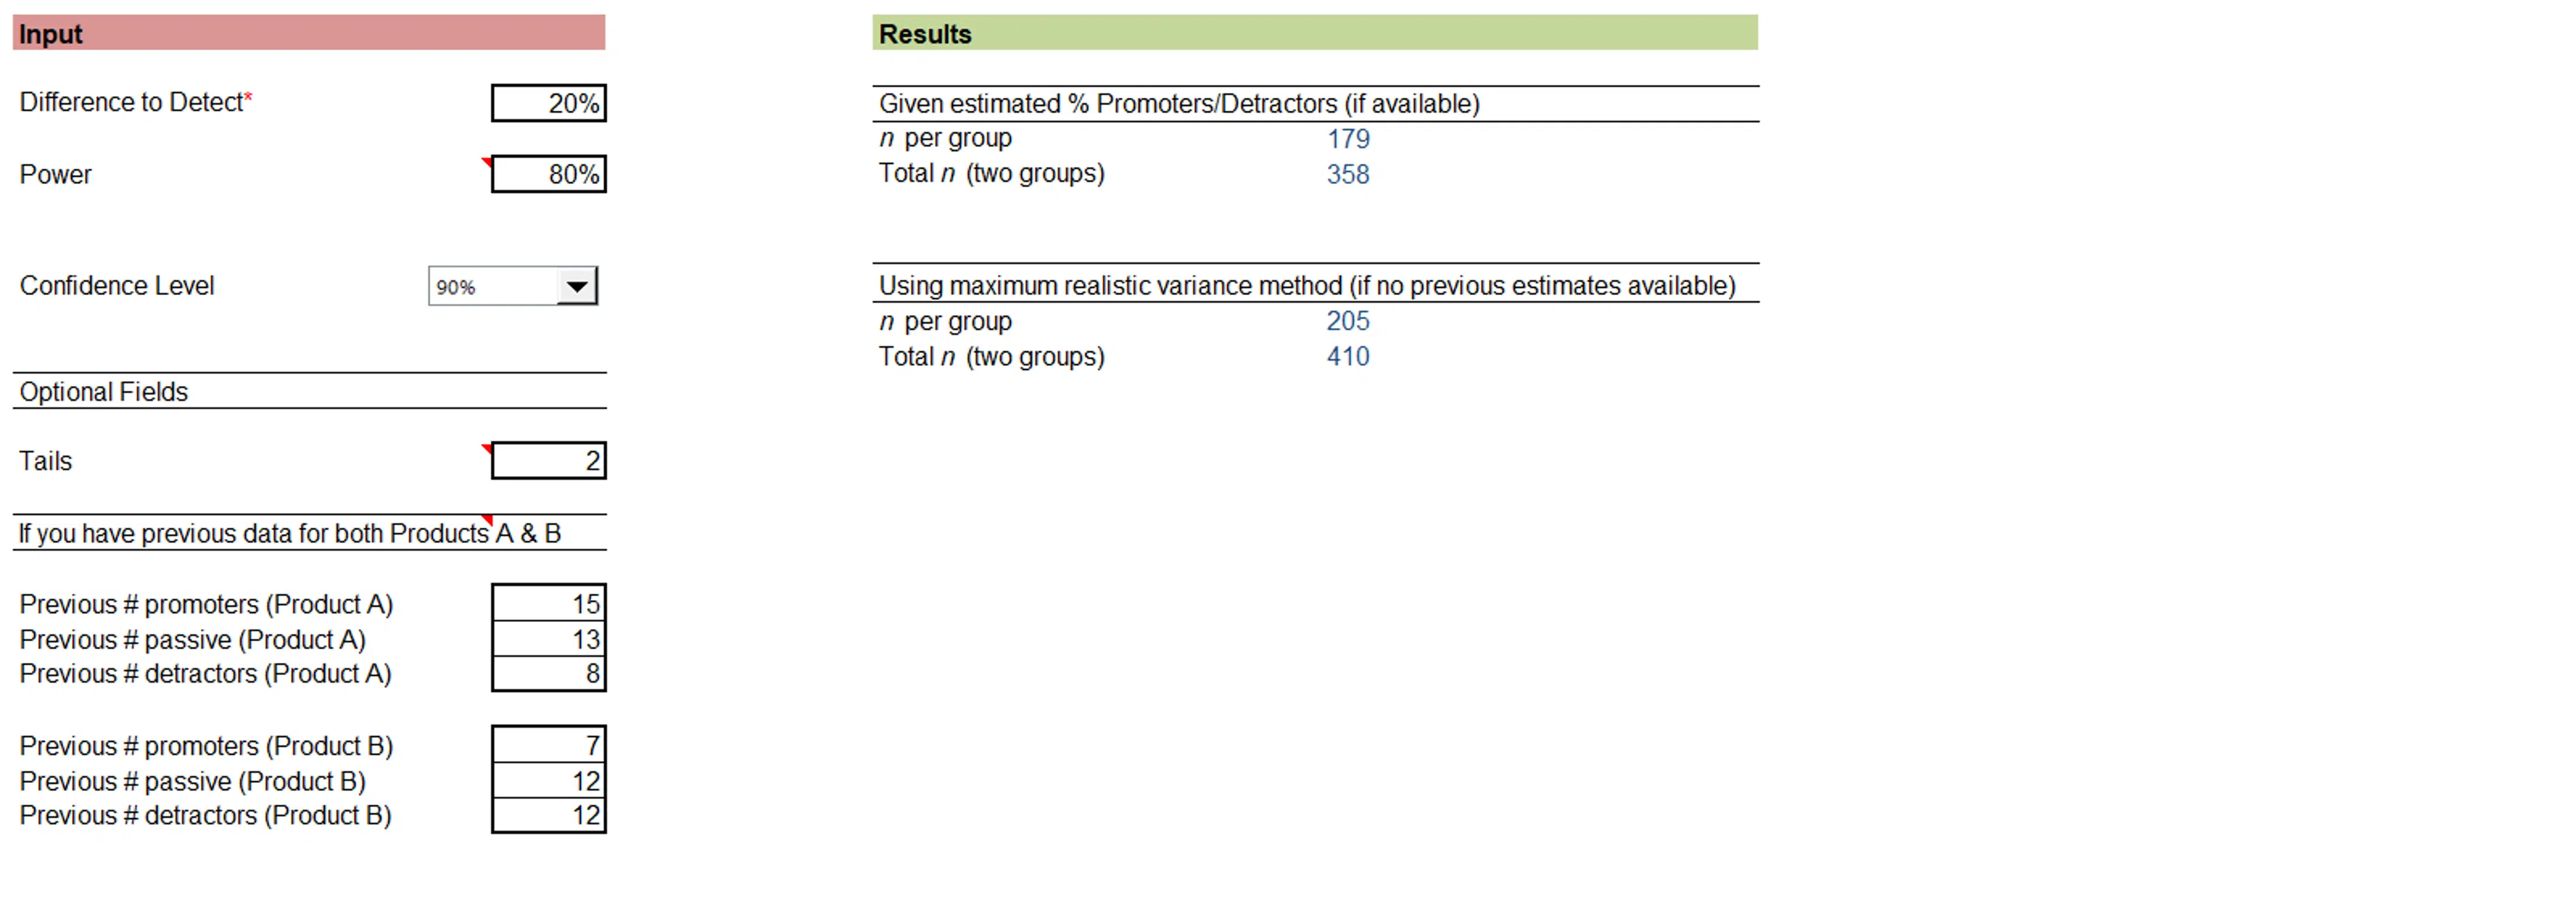 Input
Difference to Detect* 20%
Power 80%
Confidence Level 90%
Optional Fields
Tails 2
If you have previous data for both Products A & B
Previous # promoters (Product A) 15
Previous # passive (Product A) 13
Previous # detractors (Product A) 8
Previous # promoters (Product B) 7
Previous # passive (Product B) 12
Previous # detractors (Product B) 12
Results
Given estimated % Promoters/Detractors (if available)
n per group 179
Total n (two groups) 358
Using maximum realistic variance method (if no previous estimates available)
n per group 205
Total n (two groups) 410